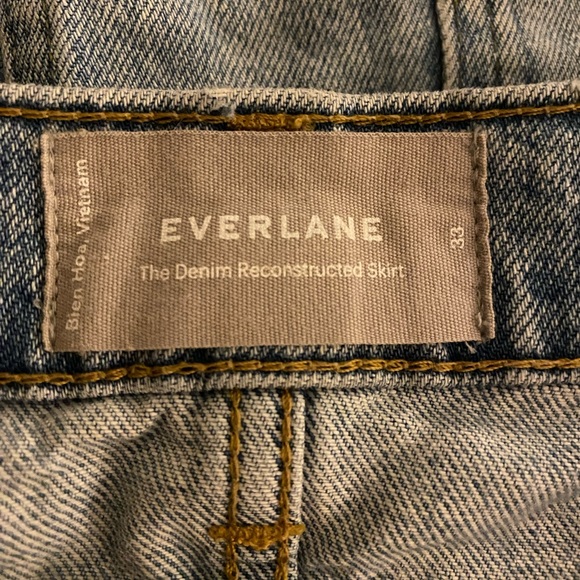 Bien Hoa, Vietnam
EVERLANE
The Denim Reconstructed Skirt
33